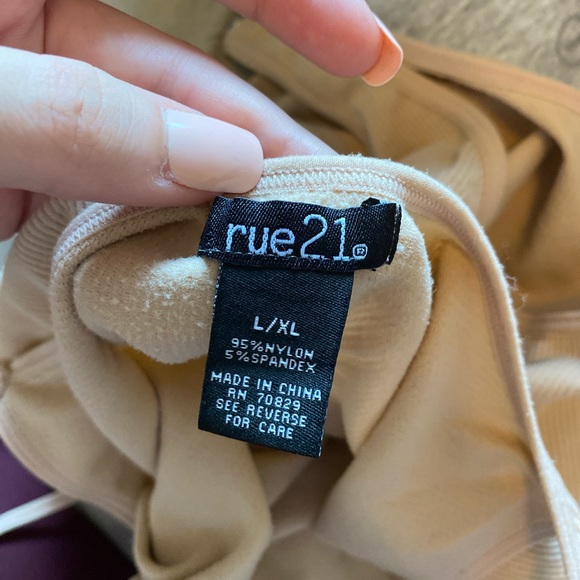 rue21
L/XL
95%NYLON
5%SPANDEX
MADE IN CHINA
RN 70829
SEE REVERSE
FOR CARE